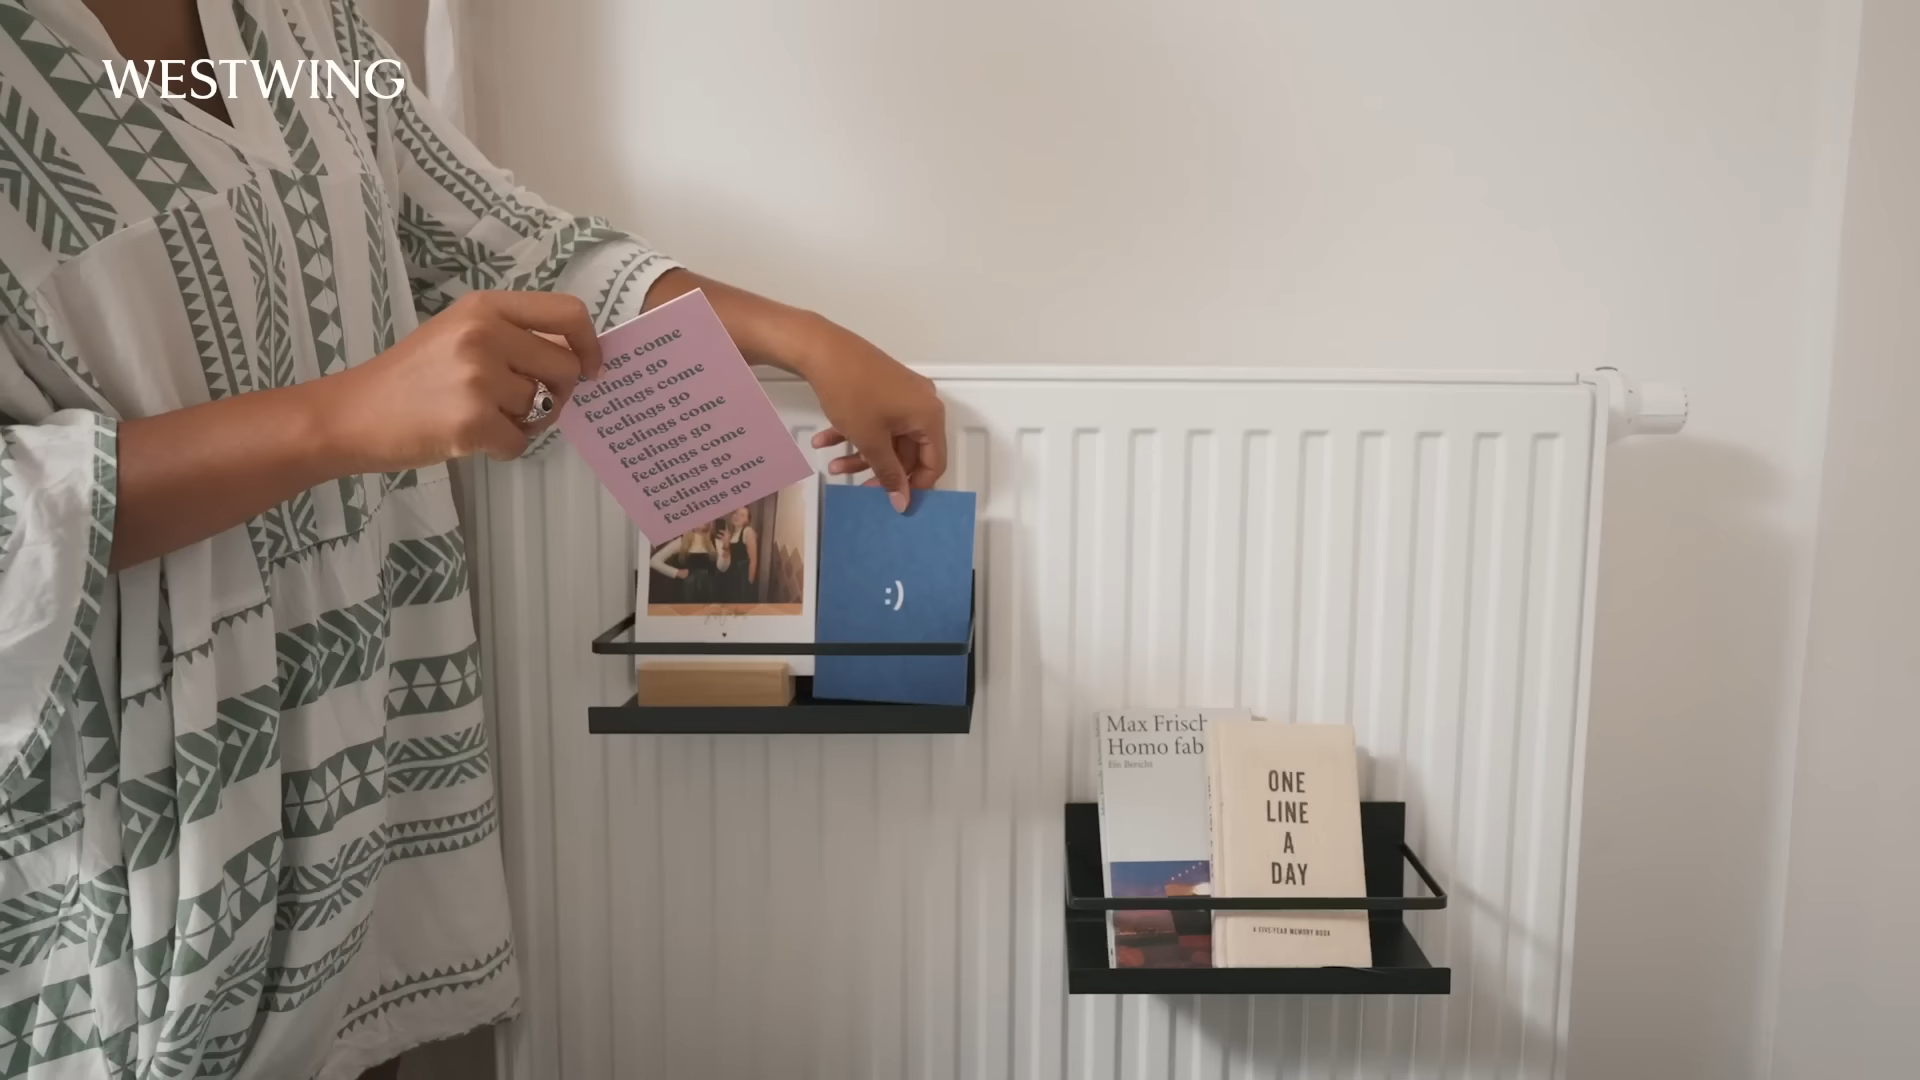 WESTWING
ngs come
feelings go
feelings come
feelings go
feelings come
feelings go
feelings come
feelings go
feelings come
feelings go
:)
Max Frisch
Homo fab
Ein Bericht
ONE
LINE
A
DAY
A FIVE-YEAR MEMORY BOOK